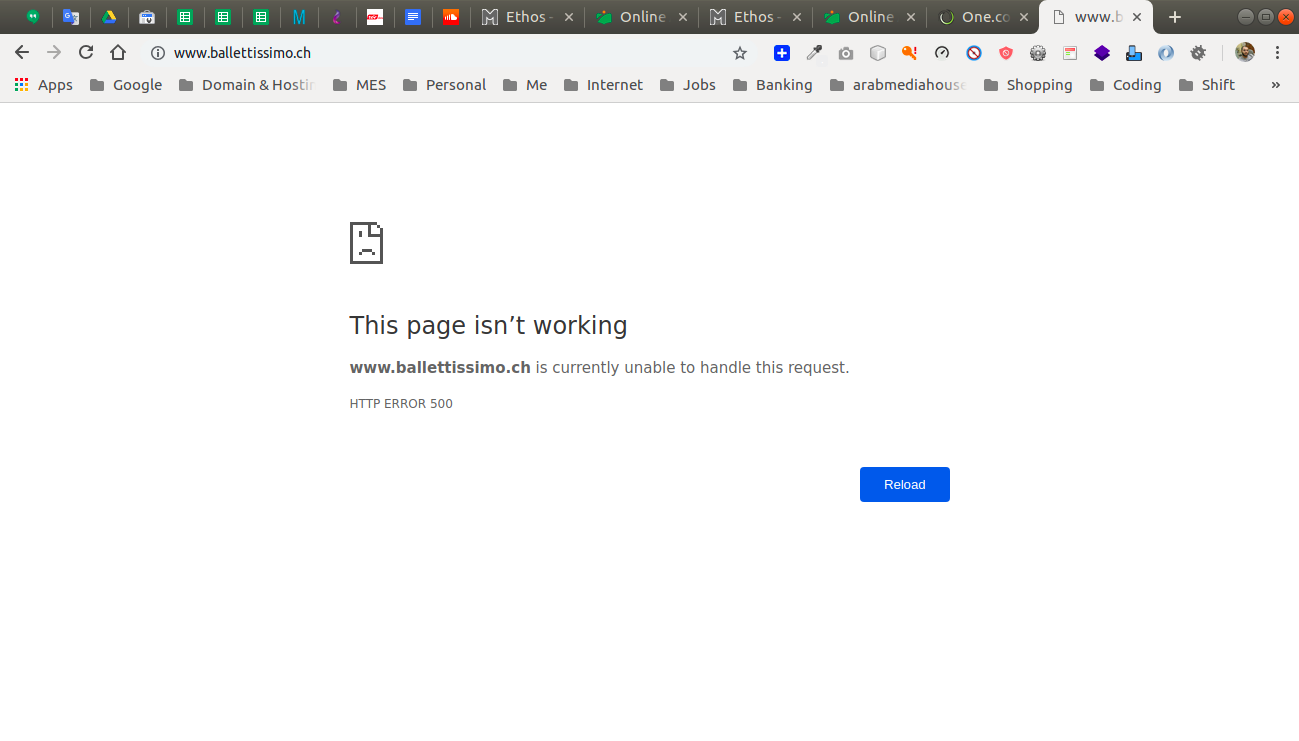 Ethos -
Online
Ethos -
Online
One.co
www.b
www.ballettissimo.ch
Apps
Google
Domain & Hostin
MES
Personal
Me
Internet
Jobs
Banking
arabmediahouse
Shopping
Coding
Shift
»
This page isn’t working
www.ballettissimo.ch is currently unable to handle this request.
HTTP ERROR 500
Reload